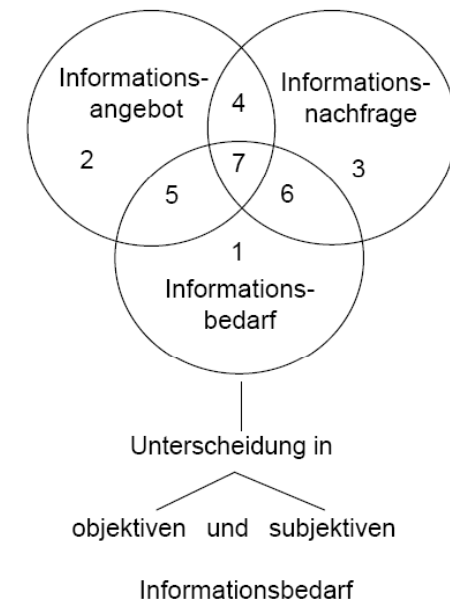 Informations-
angebot
Informations-
nachfrage
4
2
7
3
5
6
1
Informations-
bedarf
Unterscheidung in
objektiven und subjektiven
Informationsbedarf